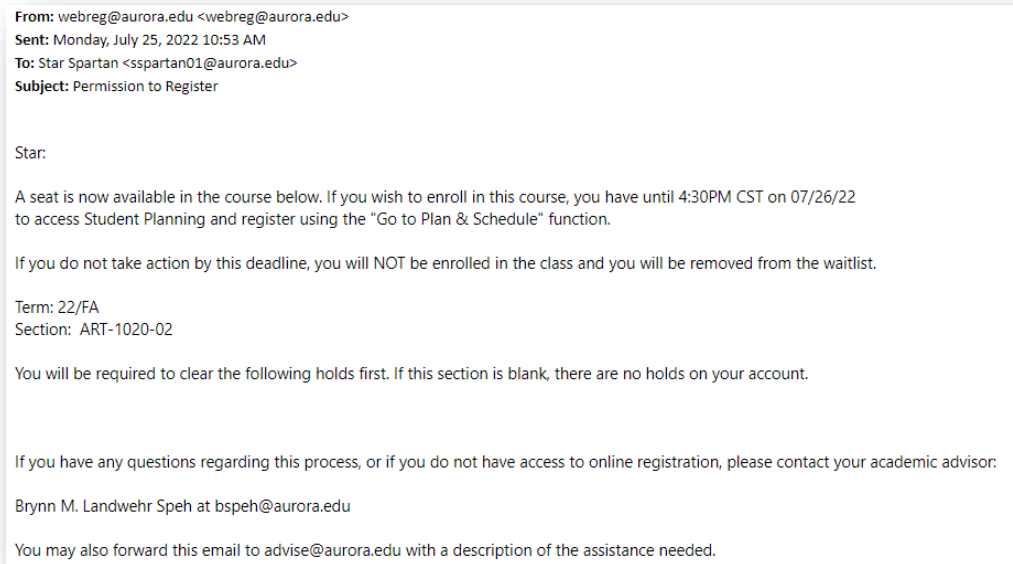 From: webreg@aurora.edu <webreg@aurora.edu>
Sent: Monday, July 25, 2022 10:53 AM
To: Star Spartan <sspartan01@aurora.edu>
Subject: Permission to Register
Star:
A seat is now available in the course below. If you wish to enroll in this course, you have until 4:30PM CST on 07/26/22
to access Student Planning and register using the "Go to Plan & Schedule" function.
If you do not take action by this deadline, you will NOT be enrolled in the class and you will be removed from the waitlist.
Term: 22/FA
Section:  ART-1020-02
You will be required to clear the following holds first. If this section is blank, there are no holds on your account.
If you have any questions regarding this process, or if you do not have access to online registration, please contact your academic advisor:
Brynn M. Landwehr Speh at bspeh@aurora.edu
You may also forward this email to advise@aurora.edu with a description of the assistance needed.